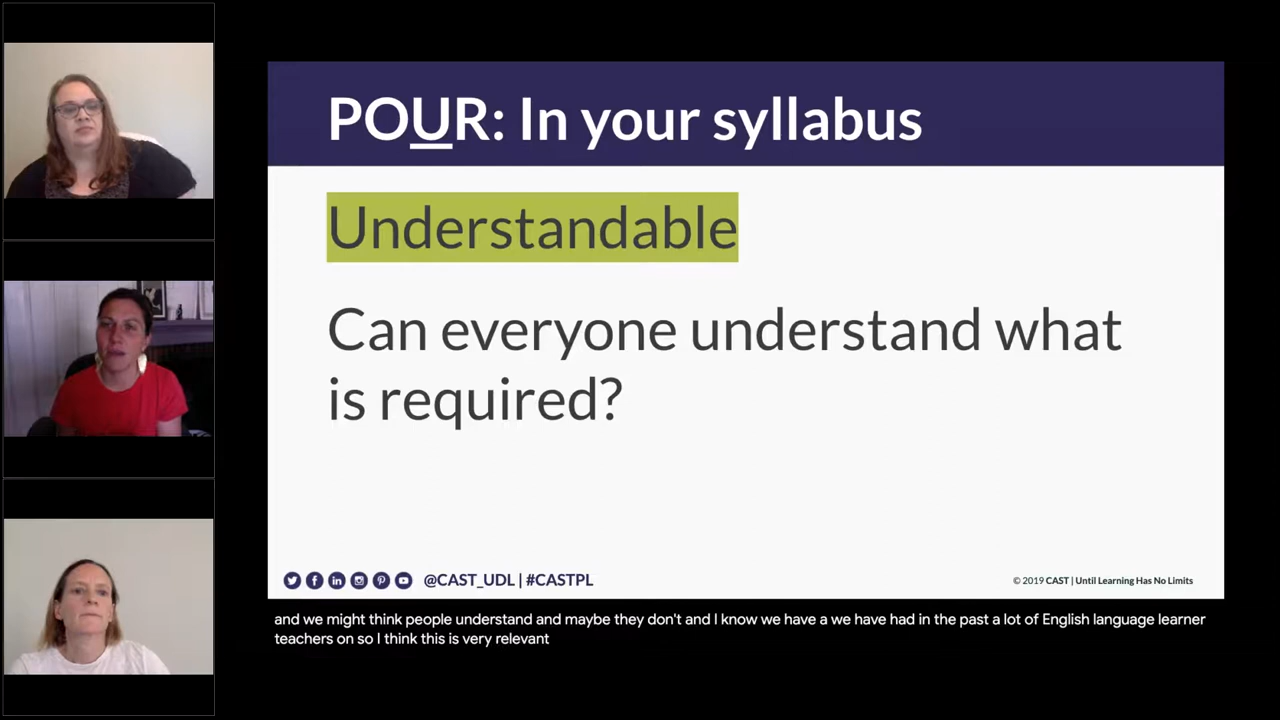 POUR: In your syllabus
Understandable
Can everyone understand what
is required?
@CAST_UDL | #CASTPL
© 2019 CAST | Until Learning Has No Limits
and we might think people understand and maybe they don't and I know we have a we have had in the past a lot of English language learner
teachers on so I think this is very relevant